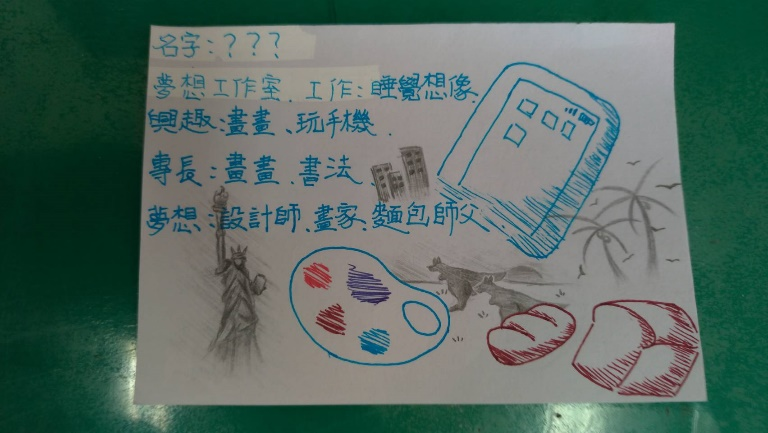 名字:???
夢想工作室、工作:睡覺想像
興趣:畫畫、玩手機
專長:畫畫、書法、
夢想:設計師、畫家、麵包師父